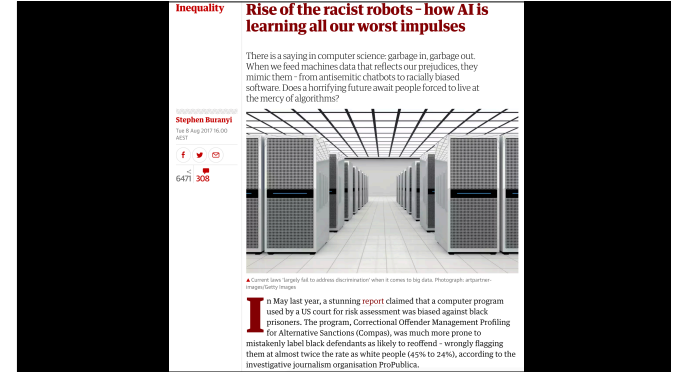 Inequality
Rise of the racist robots – how AI is
learning all our worst impulses
There is a saying in computer science: garbage in, garbage out.
When we feed machines data that reflects our prejudices, they
mimic them – from antisemitic chatbots to racially biased
software. Does a horrifying future await people forced to live at
the mercy of algorithms?
Stephen Buranyi
Tue 8 Aug 2017 16.00
AEST
6471 308
Current laws 'largely fail to address discrimination' when it comes to big data. Photograph: artpartner-
images/Getty Images
In May last year, a stunning report claimed that a computer program
used by a US court for risk assessment was biased against black
prisoners. The program, Correctional Offender Management Profiling
for Alternative Sanctions (Compas), was much more prone to
mistakenly label black defendants as likely to reoffend – wrongly flagging
them at almost twice the rate as white people (45% to 24%), according to the
investigative journalism organisation ProPublica.